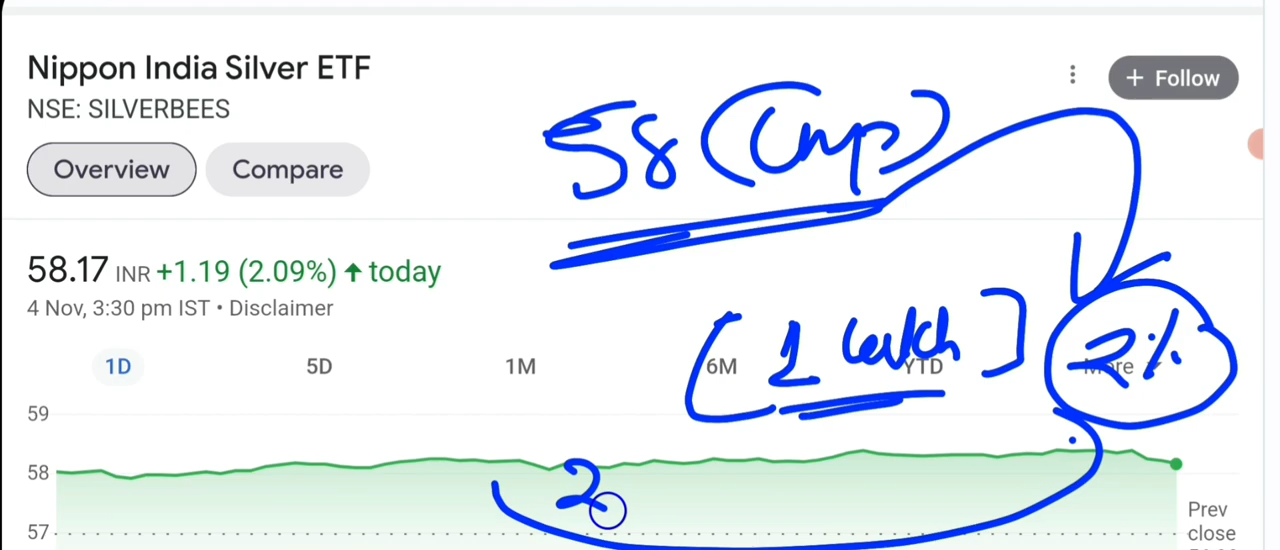 Nippon India Silver ETF
+ Follow
NSE: SILVERBEES
58 (Cmp)
Overview Compare
58.17 INR +1.19 (2.09%) ↑ today
4 Nov, 3:30 pm IST • Disclaimer
[1 Lakh]
2%
1D 5D 1M 6M YTD More
59
58
2
57
Prev
close